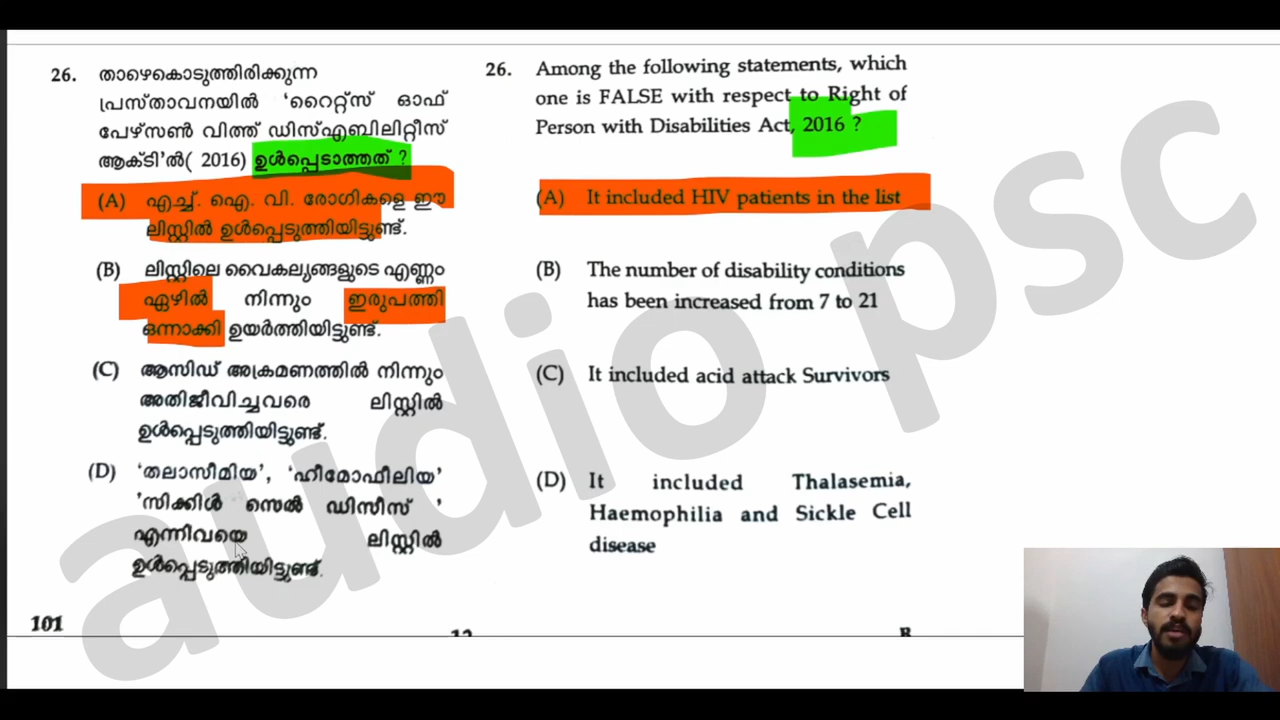 26. താഴെകൊടുത്തിരിക്കുന്ന
പ്രസ്താവനയിൽ 'റൈറ്റ്സ് ഓഫ്
പേഴ്സൺ വിത്ത് ഡിസ്എബിലിറ്റീസ്
ആക്ടി'ൽ( 2016) ഉൾപ്പെടാത്തത് ?
(A) എച്ച്. ഐ. വി. രോഗികളെ ഈ
ലിസ്റ്റിൽ ഉൾപ്പെടുത്തിയിട്ടുണ്ട്.
(B) ലിസ്റ്റിലെ വൈകല്യങ്ങളുടെ എണ്ണം
ഏഴിൽ നിന്നും ഇരുപത്തി
ഒന്നാക്കി ഉയർത്തിയിട്ടുണ്ട്.
(C) ആസിഡ് അക്രമണത്തിൽ നിന്നും
അതിജീവിച്ചവരെ ലിസ്റ്റിൽ
ഉൾപ്പെടുത്തിയിട്ടുണ്ട്.
(D) 'തലാസീമിയ', 'ഹീമോഫീലിയ'
'സിക്കിൾ സെൽ ഡിസീസ് '
എന്നിവയെ ലിസ്റ്റിൽ
ഉൾപ്പെടുത്തിയിട്ടുണ്ട്.
101
26. Among the following statements, which
one is FALSE with respect to Right of
Person with Disabilities Act, 2016 ?
(A) It included HIV patients in the list
(B) The number of disability conditions
has been increased from 7 to 21
(C) It included acid attack Survivors
(D) It included Thalasemia,
Haemophilia and Sickle Cell
disease
audio psc